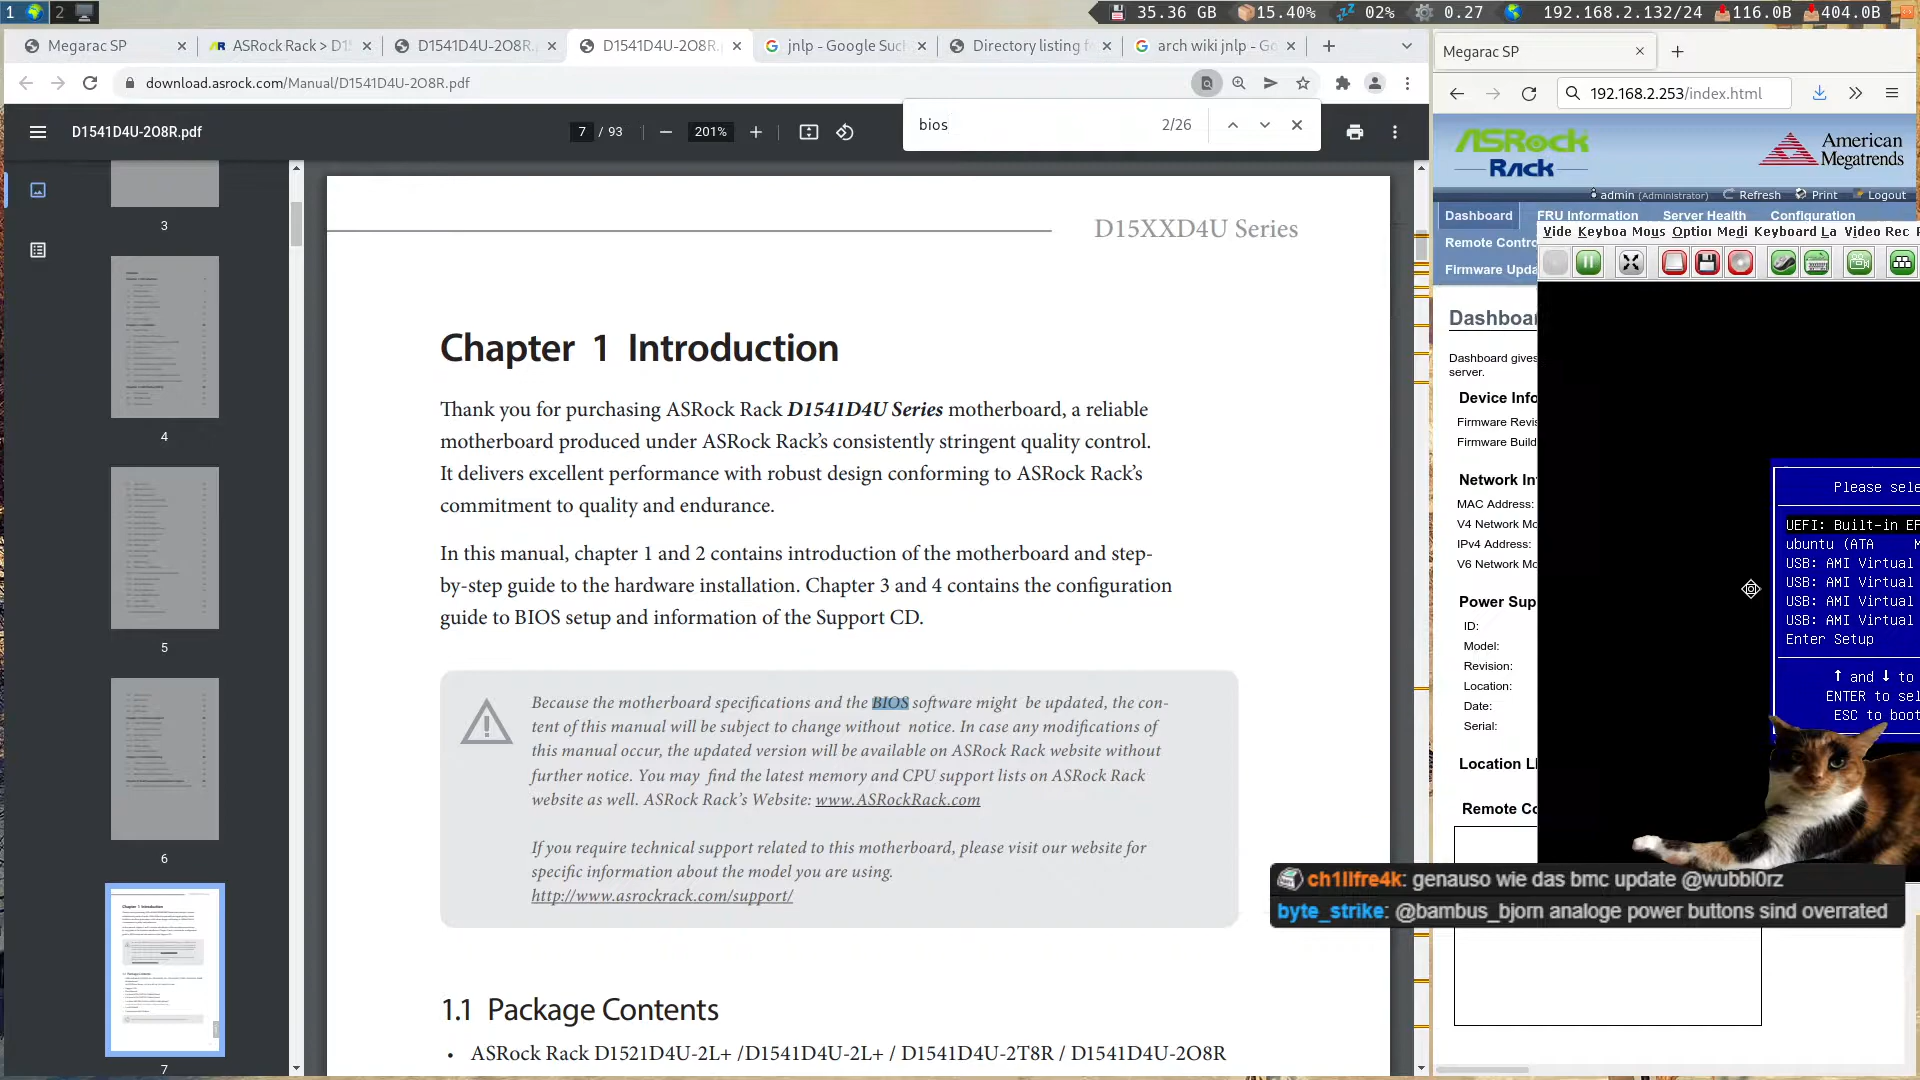 1 2 35.36 GB 15.40% 02% 0.27 192.168.2.132/24 116.0B 404.0B
Megarac SP × ASRock Rack > D1 × D1541D4U-2O8R. × D1541D4U-2O8R. × jnlp - Google Suc × Directory listing f × arch wiki jnlp - Go ×
download.asrock.com/Manual/D1541D4U-2O8R.pdf
D1541D4U-2O8R.pdf 7 / 93 201%
bios 2/26
3
4
5
6
7
D15XXD4U Series
Chapter 1 Introduction
Thank you for purchasing ASRock Rack D1541D4U Series motherboard, a reliable
motherboard produced under ASRock Rack's consistently stringent quality control.
It delivers excellent performance with robust design conforming to ASRock Rack's
commitment to quality and endurance.
In this manual, chapter 1 and 2 contains introduction of the motherboard and step-
by-step guide to the hardware installation. Chapter 3 and 4 contains the configuration
guide to BIOS setup and information of the Support CD.
Because the motherboard specifications and the BIOS software might be updated, the con-
tent of this manual will be subject to change without notice. In case any modifications of
this manual occur, the updated version will be available on ASRock Rack website without
further notice. You may find the latest memory and CPU support lists on ASRock Rack
website as well. ASRock Rack's Website: www.ASRockRack.com
If you require technical support related to this motherboard, please visit our website for
specific information about the model you are using.
http://www.asrockrack.com/support/
1.1 Package Contents
• ASRock Rack D1521D4U-2L+ /D1541D4U-2L+ / D1541D4U-2T8R / D1541D4U-2O8R
Megarac SP
192.168.2.253/index.html
ASRock
Rack
American
Megatrends
admin (Administrator) Refresh Print Logout
Dashboard FRU Information Server Health Configuration
Remote Contro
Firmware Upda
Vide Keyboa Mous Option Medi Keyboard La Video Rec
Dashboar
Dashboard gives
server.
Device Info
Firmware Revis
Firmware Build
Network In
MAC Address:
V4 Network Mo
IPv4 Address:
V6 Network Mo
Power Sup
ID:
Model:
Revision:
Location:
Date:
Serial:
Location L
Remote Co
Please sele
UEFI: Built-in EF
ubuntu (ATA M
USB: AMI Virtual
USB: AMI Virtual
USB: AMI Virtual
USB: AMI Virtual
Enter Setup
↑ and ↓ to
ENTER to sel
ESC to boot
ch1llfre4k: genauso wie das bmc update @wubbl0rz
byte_strike: @bambus_bjorn analoge power buttons sind overrated